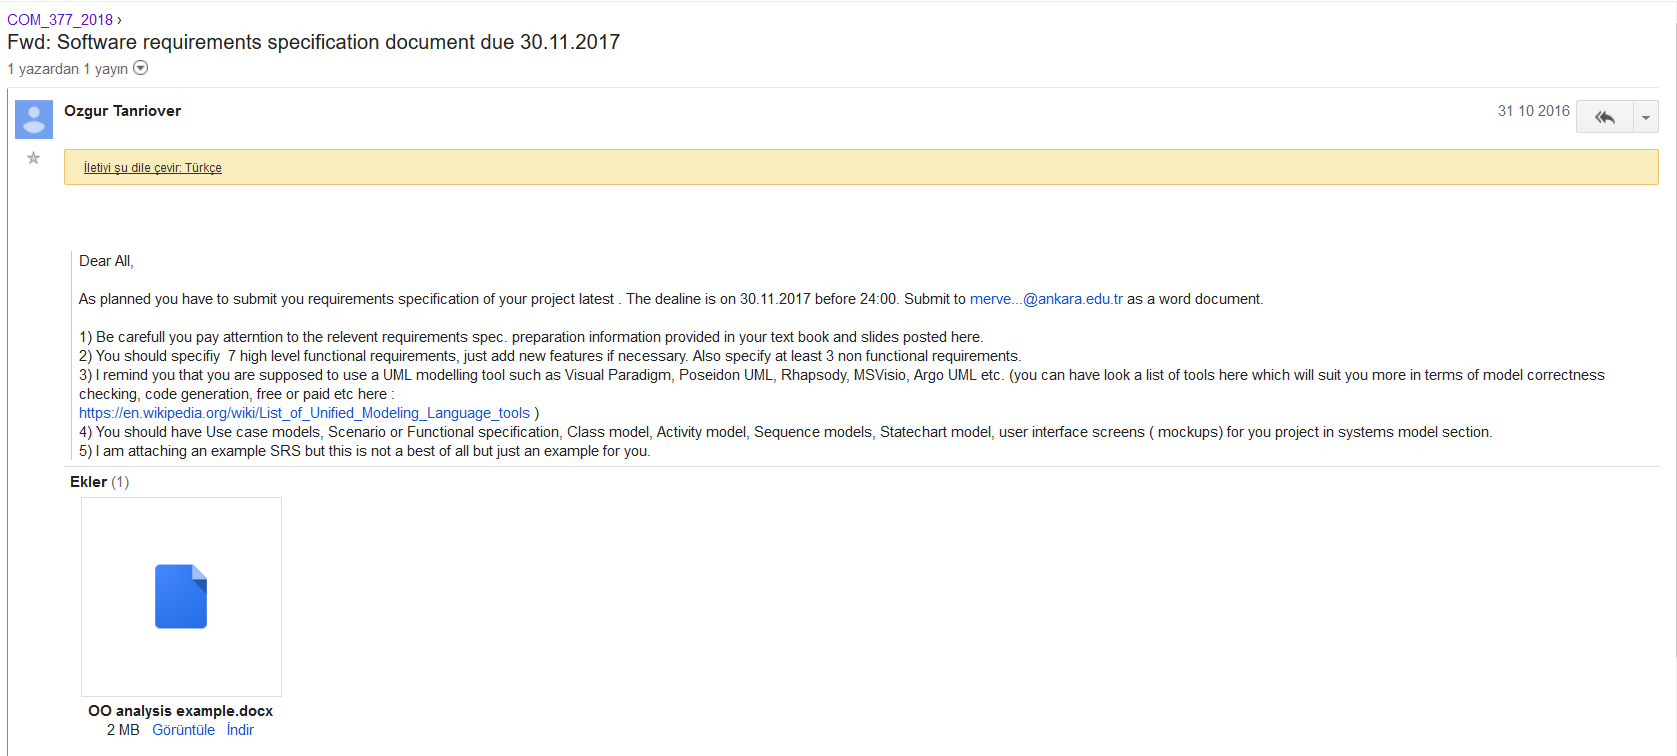 COM_377_2018 ›
Fwd: Software requirements specification document due 30.11.2017
1 yazardan 1 yayın
Ozgur Tanriover
31 10 2016
İletiyi şu dile çevir: Türkçe
Dear All,
As planned you have to submit you requirements specification of your project latest . The dealine is on 30.11.2017 before 24:00. Submit to merve...@ankara.edu.tr as a word document.
1) Be carefull you pay atterntion to the relevent requirements spec. preparation information provided in your text book and slides posted here.
2) You should specifiy  7 high level functional requirements, just add new features if necessary. Also specify at least 3 non functional requirements.
3) I remind you that you are supposed to use a UML modelling tool such as Visual Paradigm, Poseidon UML, Rhapsody, MSVisio, Argo UML etc. (you can have look a list of tools here which will suit you more in terms of model correctness
checking, code generation, free or paid etc here :
https://en.wikipedia.org/wiki/List_of_Unified_Modeling_Language_tools )
4) You should have Use case models, Scenario or Functional specification, Class model, Activity model, Sequence models, Statechart model, user interface screens ( mockups) for you project in systems model section.
5) I am attaching an example SRS but this is not a best of all but just an example for you.
Ekler (1)
OO analysis example.docx
2 MB Görüntüle İndir